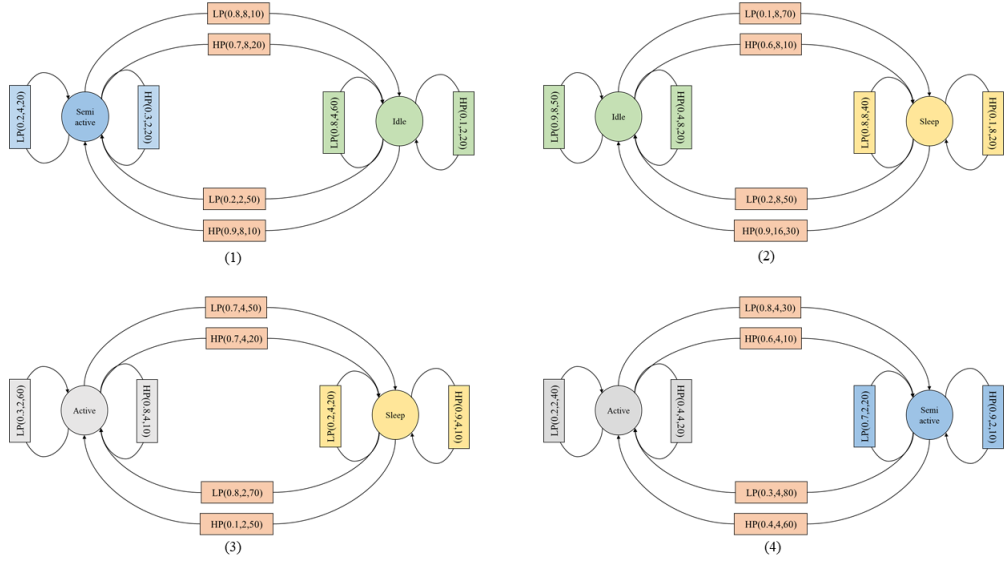 LP(0.8,8,10)
HP(0.7,8,20)
LP(0.2,4,20)
Semi
active
HP(0.3,2,20)
LP(0.8,4,60)
Idle
HP(0.1,2,20)
LP(0.2,2,50)
HP(0.9,8,10)
(1)
LP(0.1,8,70)
HP(0.6,8,10)
LP(0.9,8,50)
Idle
HP(0.4,8,20)
LP(0.8,8,40)
Sleep
HP(0.1,8,20)
LP(0.2,8,50)
HP(0.9,16,30)
(2)
LP(0.7,4,50)
HP(0.7,4,20)
LP(0.3,2,60)
Active
HP(0.8,4,10)
LP(0.2,4,20)
Sleep
HP(0.9,4,10)
LP(0.8,2,70)
HP(0.1,2,50)
(3)
LP(0.8,4,30)
HP(0.6,4,10)
LP(0.2,2,40)
Active
HP(0.4,4,20)
LP(0.7,2,20)
Semi
active
HP(0.9,2,10)
LP(0.3,4,80)
HP(0.4,4,60)
(4)